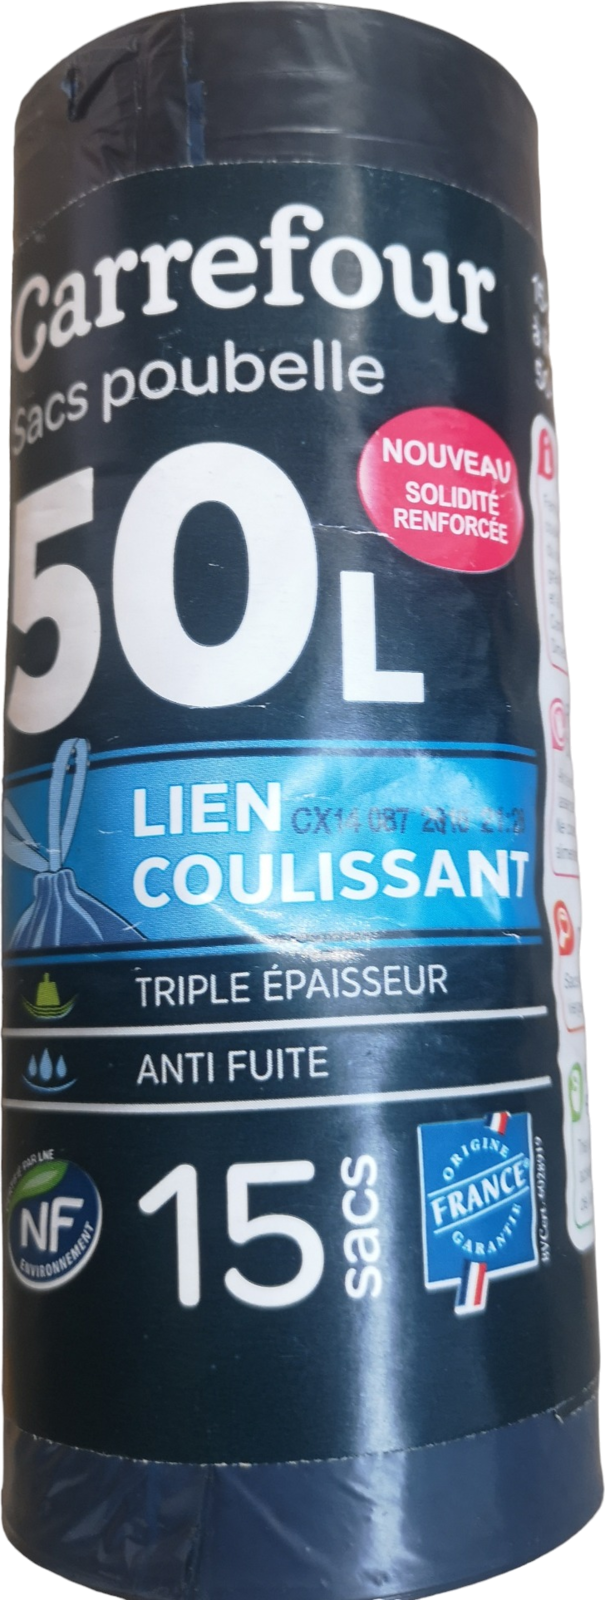 Carrefour
sacs poubelle
50L
NOUVEAU
SOLIDITÉ
RENFORCÉE
LIEN
COULISSANT
TRIPLE ÉPAISSEUR
ANTI FUITE
NF
ENVIRONNEMENT
15 sacs
ORIGINE
FRANCE
GARANTIE